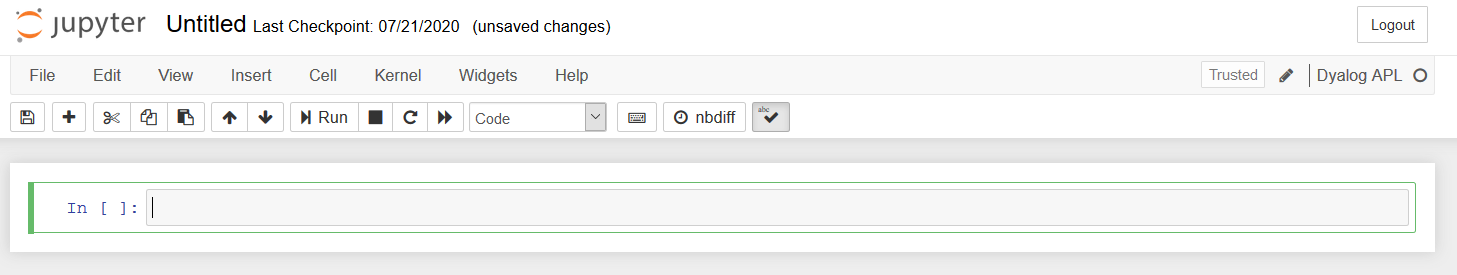 jupyter Untitled Last Checkpoint: 07/21/2020 (unsaved changes) Logout
File Edit View Insert Cell Kernel Widgets Help Trusted Dyalog APL
Run Code nbdiff abc
In [ ]: